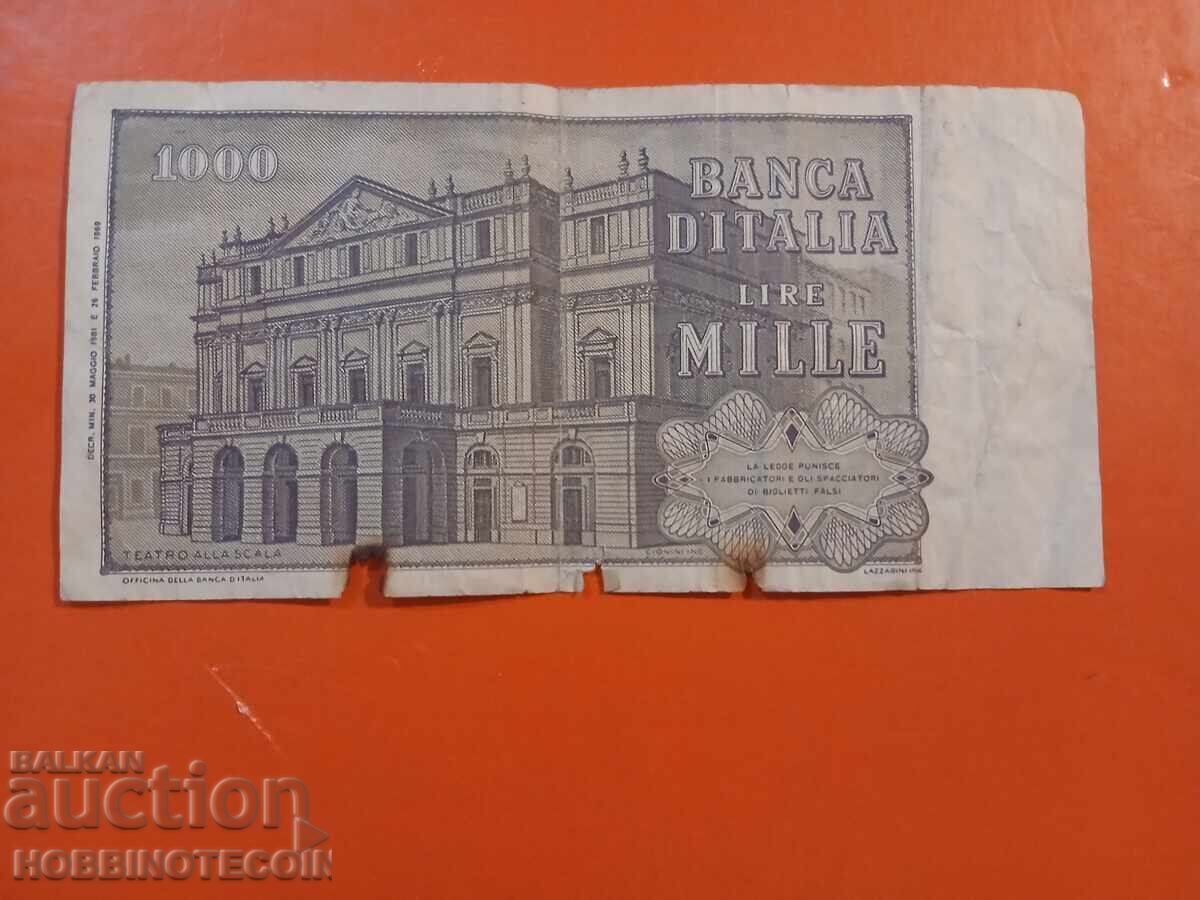 1000
BANCA
D'ITALIA
LIRE
MILLE
DECR. MIN. 30 MAGGIO 1981 E 26 FEBBRAIO 1969
LA LEGGE PUNISCE
I FABBRICATORI E GLI SPACCIATORI
DI BIGLIETTI FALSI
TEATRO ALLA SCALA
CIONINI INC
OFFICINA DELLA BANCA D'ITALIA
LAZZARINI
BALKAN
auction
HOBBINOTECOIN